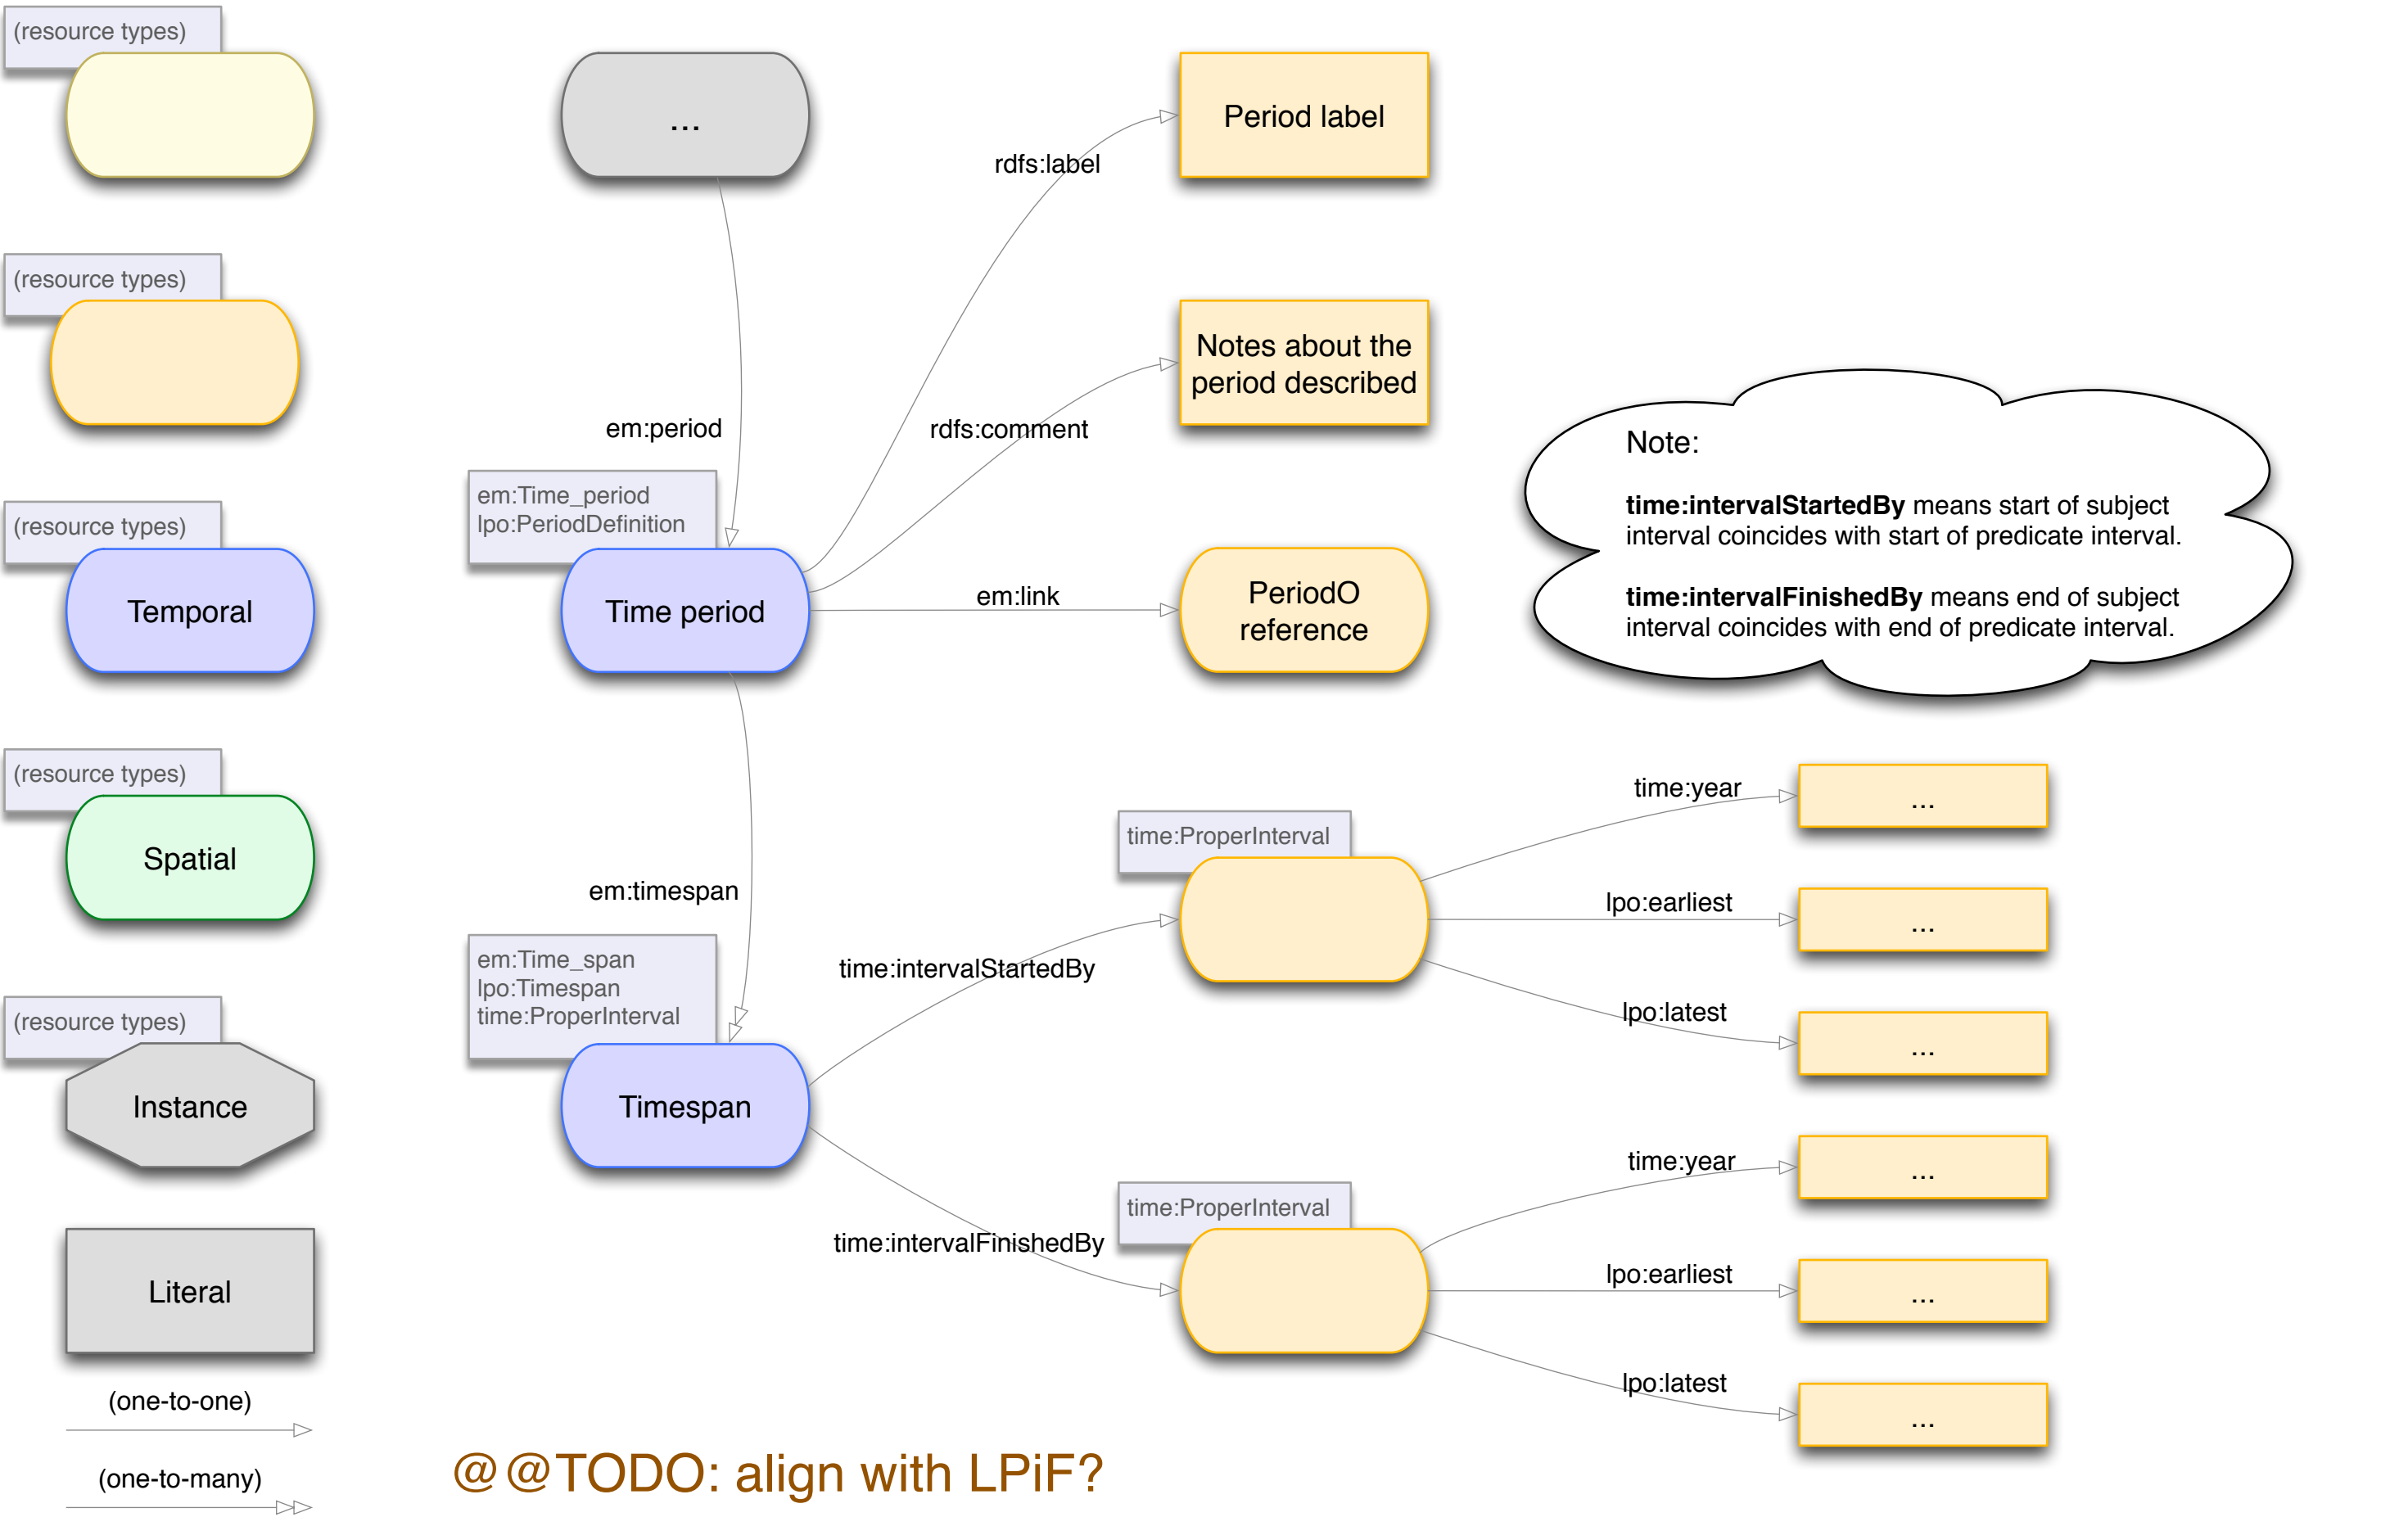 (resource types)
(resource types)
(resource types)
Temporal
(resource types)
Spatial
(resource types)
Instance
Literal
(one-to-one)
(one-to-many)
...
em:period
em:Time_period
lpo:PeriodDefinition
Time period
rdfs:label
Period label
rdfs:comment
Notes about the
period described
em:link
PeriodO
reference
Note:
time:intervalStartedBy means start of subject
interval coincides with start of predicate interval.
time:intervalFinishedBy means end of subject
interval coincides with end of predicate interval.
em:timespan
em:Time_span
lpo:Timespan
time:ProperInterval
Timespan
time:intervalStartedBy
time:ProperInterval
time:year
...
lpo:earliest
...
lpo:latest
...
time:intervalFinishedBy
time:ProperInterval
time:year
...
lpo:earliest
...
lpo:latest
...
@@TODO: align with LPiF?